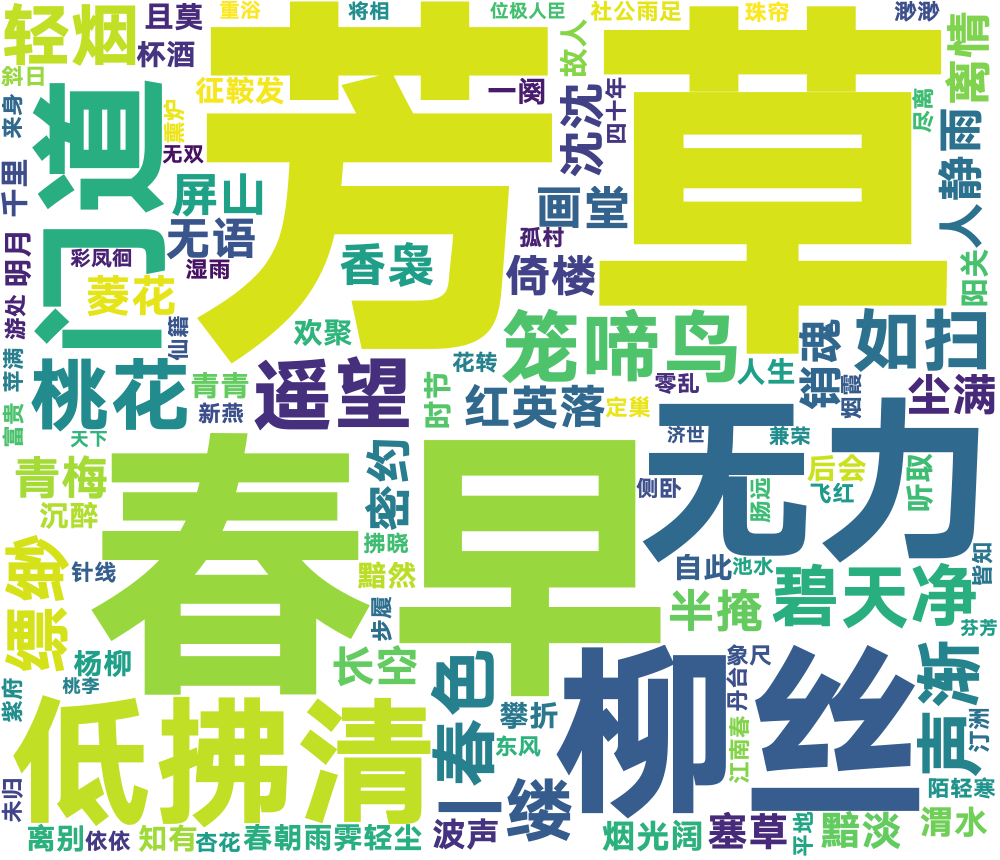 轻烟
且莫
重浴
将相
位极人臣
社公雨足
珠帘
渺渺
杯酒
斜日
征鞍发
一阕
故人
离情
芳草
来身
熏炉
道
无双
沈沈
四十年
尽离
静雨
千里
屏山
画堂
人
无语
孤村
明月
门
彩凤徊
湿雨
香袅
倚楼
阳关
菱花
游处
仙籍
欢聚
笼啼鸟
销魂
如扫
苹满
桃花
青青
遥望
花转
人生
零乱
烟霞
尘满
新燕
时节
红英落
定巢
富贵
天下
济世
兼荣
无力
青梅
密约
后会
听取
沉醉
侧卧
肠远
飞红
春早
拂晓
缥缈
针线
黯然
自此
池水
皆知
碧天净
步履
半掩
芬芳
杨柳
长空
象尺
声渐
紫府
桃李
春色
攀折
丹台
柳丝
低拂清
东风
江南春
汀洲
未归
一缕
陌轻寒
离别
依依
知有
杏花
春朝雨霁轻尘
波声
烟光阔
塞草
平地
黯淡
渭水